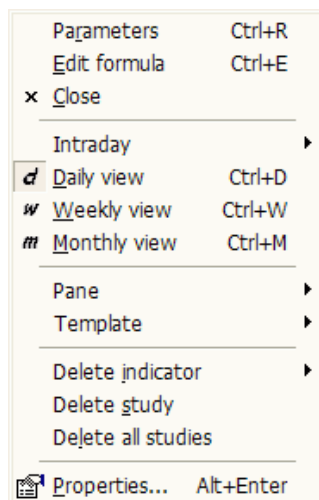 Parameters Ctrl+R
Edit formula Ctrl+E
× Close
Intraday
d Daily view Ctrl+D
w Weekly view Ctrl+W
m Monthly view Ctrl+M
Pane
Template
Delete indicator
Delete study
Delete all studies
Properties... Alt+Enter